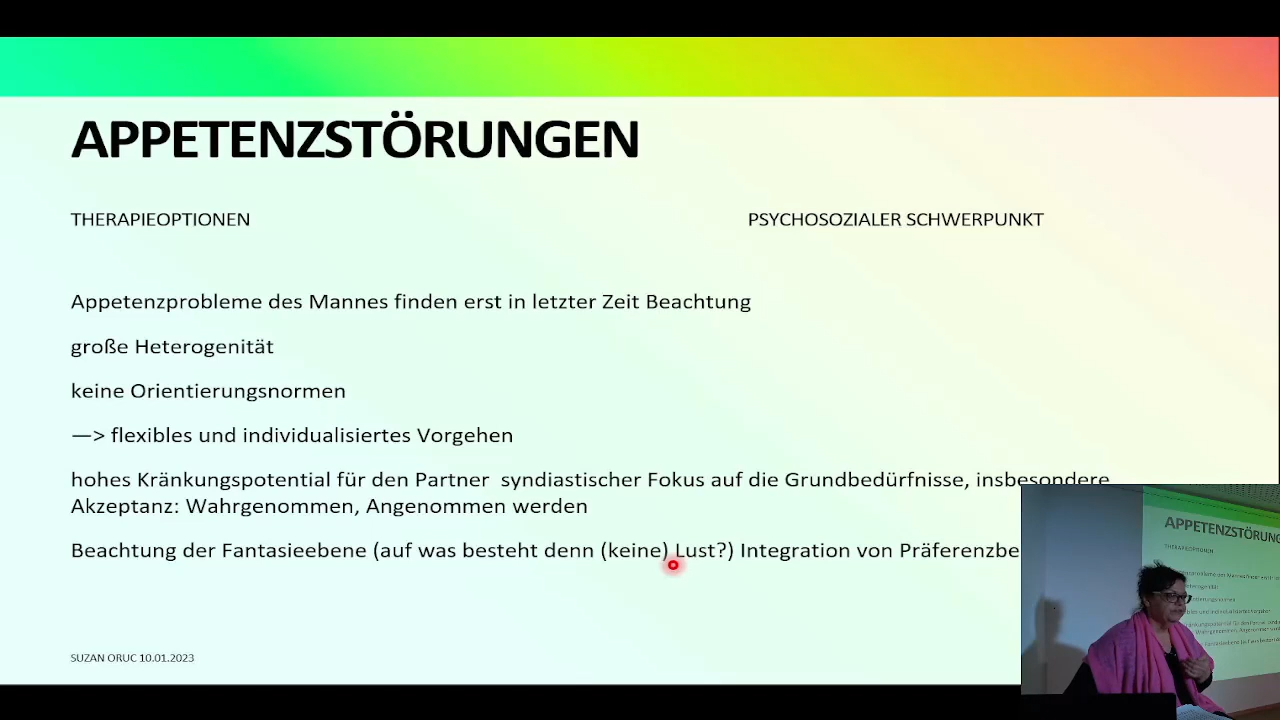 APPETENZSTÖRUNGEN
THERAPIEOPTIONEN
PSYCHOSOZIALER SCHWERPUNKT
Appetenzprobleme des Mannes finden erst in letzter Zeit Beachtung
große Heterogenität
keine Orientierungsnormen
—> flexibles und individualisiertes Vorgehen
hohes Kränkungspotential für den Partner syndiastischer Fokus auf die Grundbedürfnisse, insbesondere
Akzeptanz: Wahrgenommen, Angenommen werden
Beachtung der Fantasieebene (auf was besteht denn (keine) Lust?) Integration von Präferenzbe
SUZAN ORUC 10.01.2023
APPETENZSTÖRUNG
THERAPIEOPTIONEN